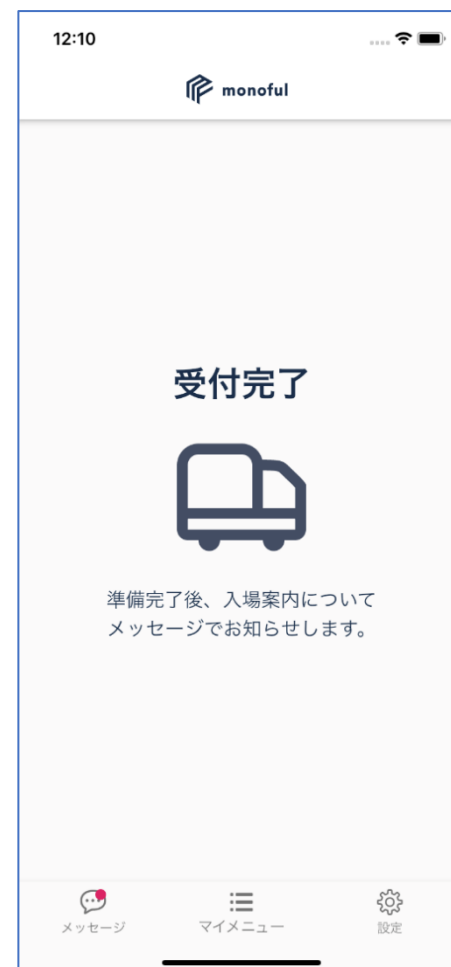 12:10
monoful
受付完了
準備完了後、入場案内について
メッセージでお知らせします。
メッセージ
マイメニュー
設定